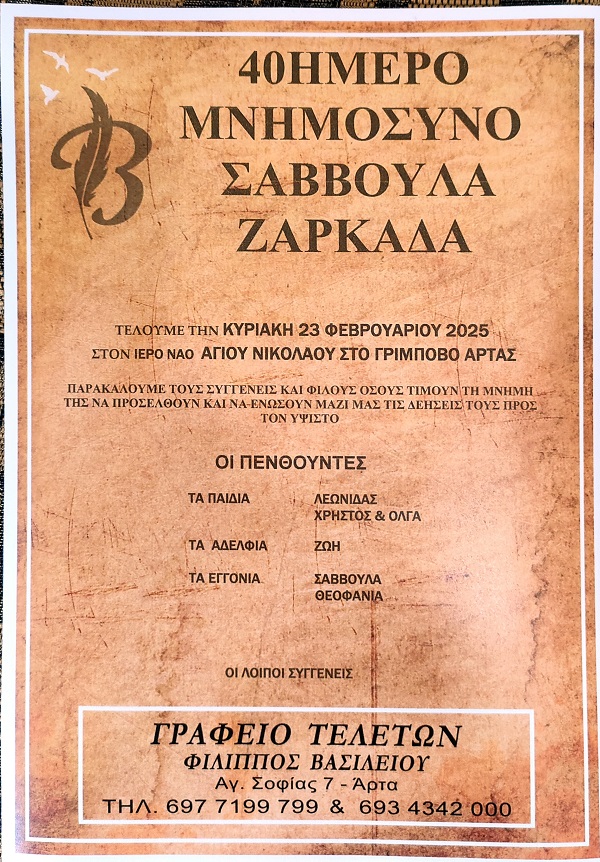 40ΗΜΕΡΟ
ΜΝΗΜΟΣΥΝΟ
ΣΑΒΒΟΥΛΑ
ΖΑΡΚΑΔΑ
Β
ΤΕΛΟΥΜΕ ΤΗΝ ΚΥΡΙΑΚΗ 23 ΦΕΒΡΟΥΑΡΙΟΥ 2025
ΣΤΟΝ ΙΕΡΟ ΝΑΟ ΑΓΙΟΥ ΝΙΚΟΛΑΟΥ ΣΤΟ ΓΡΙΜΠΟΒΟ ΑΡΤΑΣ
ΠΑΡΑΚΑΛΟΥΜΕ ΤΟΥΣ ΣΥΓΓΕΝΕΙΣ ΚΑΙ ΦΙΛΟΥΣ ΟΣΟΥΣ ΤΙΜΟΥΝ ΤΗ ΜΝΗΜΗ
ΤΗΣ ΝΑ ΠΡΟΣΕΛΘΟΥΝ ΚΑΙ ΝΑ ΕΝΩΣΟΥΝ ΜΑΖΙ ΜΑΣ ΤΙΣ ΔΕΗΣΕΙΣ ΤΟΥΣ ΠΡΟΣ
ΤΟΝ ΥΨΙΣΤΟ
ΟΙ ΠΕΝΘΟΥΝΤΕΣ
ΤΑ ΠΑΙΔΙΑ ΛΕΩΝΙΔΑΣ
ΧΡΗΣΤΟΣ & ΟΛΓΑ
ΤΑ ΑΔΕΛΦΙΑ ΖΩΗ
ΤΑ ΕΓΓΟΝΙΑ ΣΑΒΒΟΥΛΑ
ΘΕΟΦΑΝΙΑ
ΟΙ ΛΟΙΠΟΙ ΣΥΓΓΕΝΕΙΣ
ΓΡΑΦΕΙΟ ΤΕΛΕΤΩΝ
ΦΙΛΙΠΠΟΣ ΒΑΣΙΛΕΙΟΥ
Αγ. Σοφίας 7 - Άρτα
ΤΗΛ. 697 7199 799 & 693 4342 000